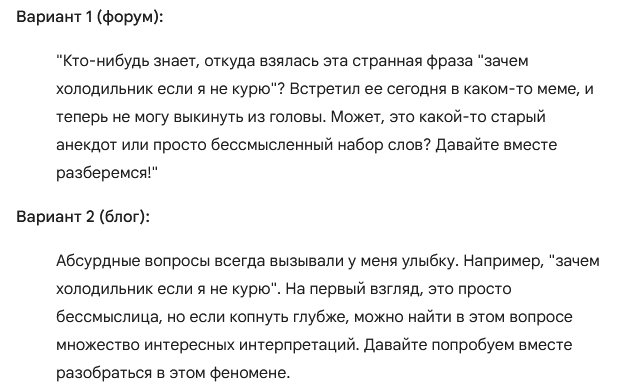 Вариант 1 (форум):
"Кто-нибудь знает, откуда взялась эта странная фраза "зачем
холодильник если я не курю"? Встретил ее сегодня в каком-то меме, и
теперь не могу выкинуть из головы. Может, это какой-то старый
анекдот или просто бессмысленный набор слов? Давайте вместе
разберемся!"
Вариант 2 (блог):
Абсурдные вопросы всегда вызывали у меня улыбку. Например, "зачем
холодильник если я не курю". На первый взгляд, это просто
бессмыслица, но если копнуть глубже, можно найти в этом вопросе
множество интересных интерпретаций. Давайте попробуем вместе
разобраться в этом феномене.